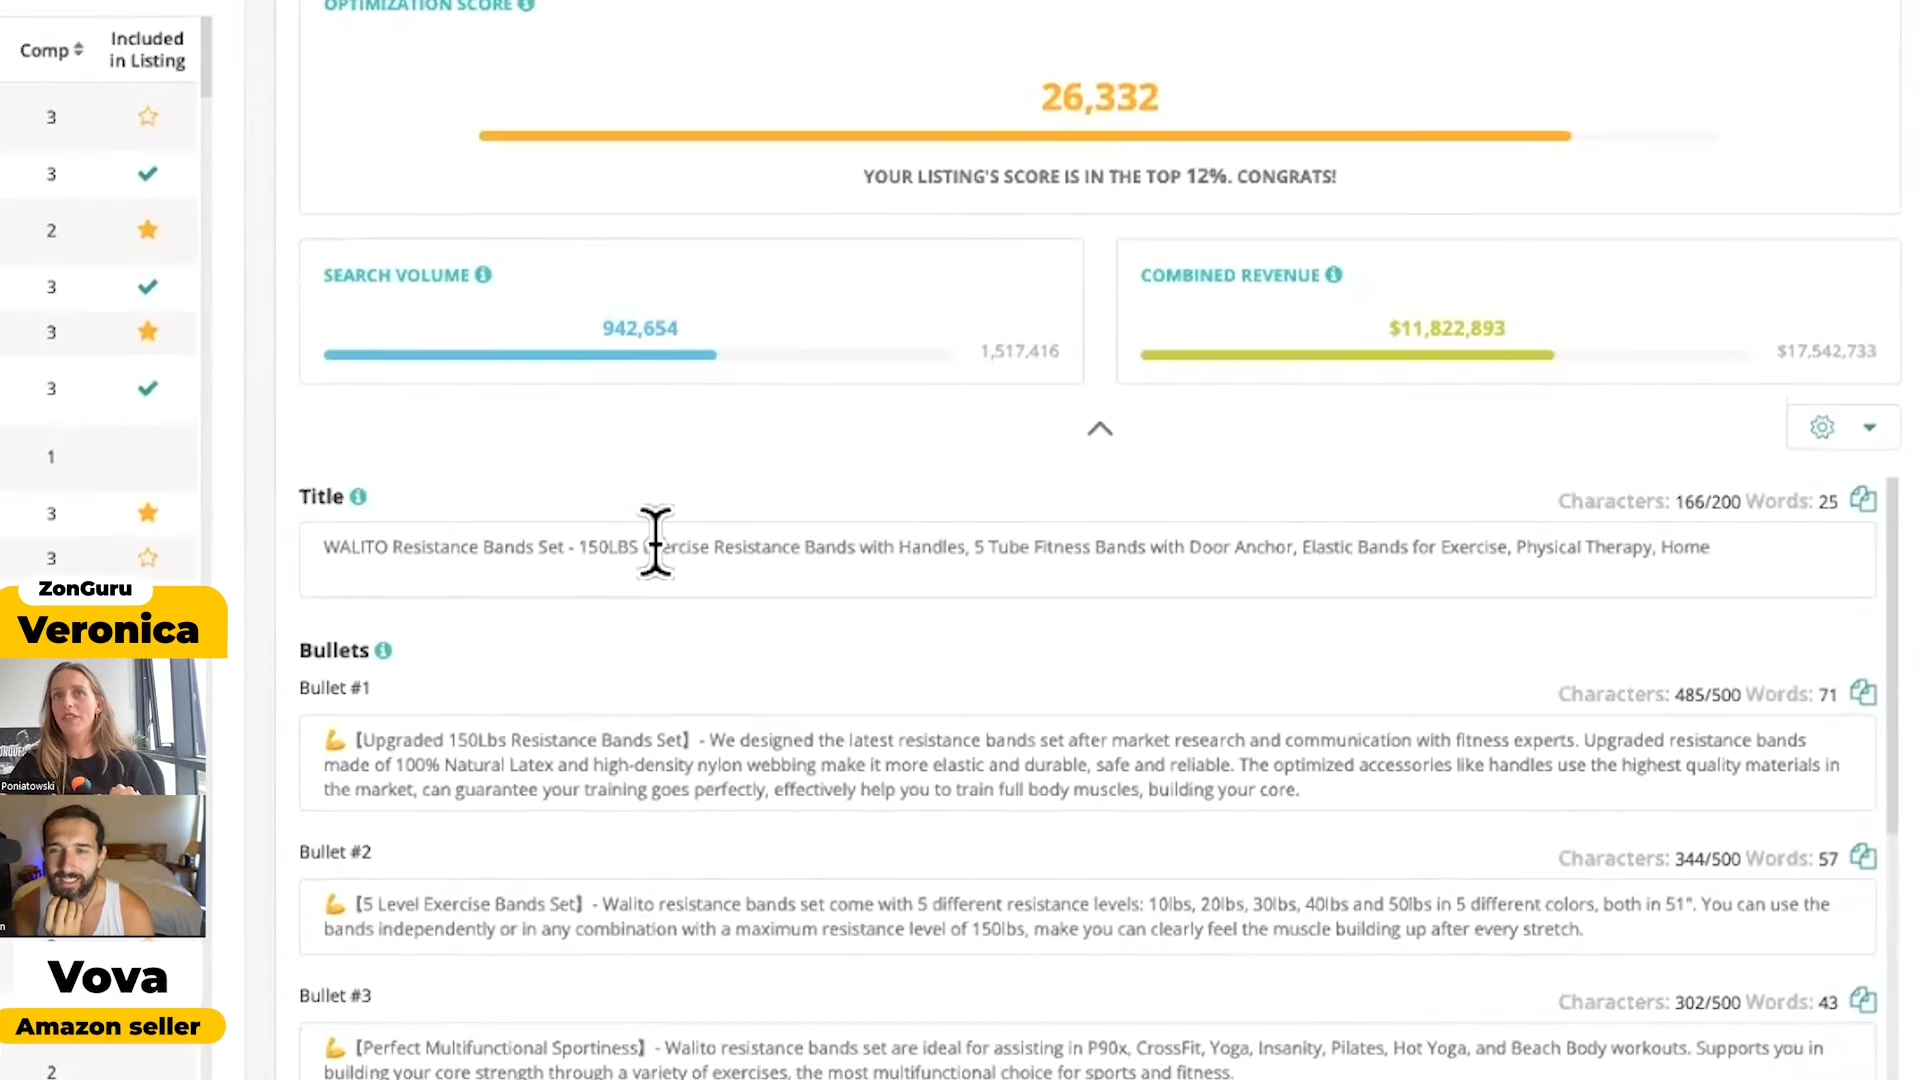 OPTIMIZATION SCORE
Comp
Included
in Listing
3
3
2
3
3
3
1
3
3
2
26,332
YOUR LISTING'S SCORE IS IN THE TOP 12%. CONGRATS!
SEARCH VOLUME
942,654
1,517,416
COMBINED REVENUE
$11,822,893
$17,542,733
Title
Characters: 166/200 Words: 25
WALITO Resistance Bands Set - 150LBS Exercise Resistance Bands with Handles, 5 Tube Fitness Bands with Door Anchor, Elastic Bands for Exercise, Physical Therapy, Home
Bullets
Bullet #1
Characters: 485/500 Words: 71
💪【Upgraded 150Lbs Resistance Bands Set】- We designed the latest resistance bands set after market research and communication with fitness experts. Upgraded resistance bands
made of 100% Natural Latex and high-density nylon webbing make it more elastic and durable, safe and reliable. The optimized accessories like handles use the highest quality materials in
the market, can guarantee your training goes perfectly, effectively help you to train full body muscles, building your core.
Bullet #2
Characters: 344/500 Words: 57
💪【5 Level Exercise Bands Set】- Walito resistance bands set come with 5 different resistance levels: 10lbs, 20lbs, 30lbs, 40lbs and 50lbs in 5 different colors, both in 51". You can use the
bands independently or in any combination with a maximum resistance level of 150lbs, make you can clearly feel the muscle building up after every stretch.
Bullet #3
Characters: 302/500 Words: 43
💪【Perfect Multifunctional Sportiness】- Walito resistance bands set are ideal for assisting in P90x, CrossFit, Yoga, Insanity, Pilates, Hot Yoga, and Beach Body workouts. Supports you in
building your core strength through a variety of exercises, the most multifunctional choice for sports and fitness.
ZonGuru
Veronica
Poniatowski
Vova
Amazon seller